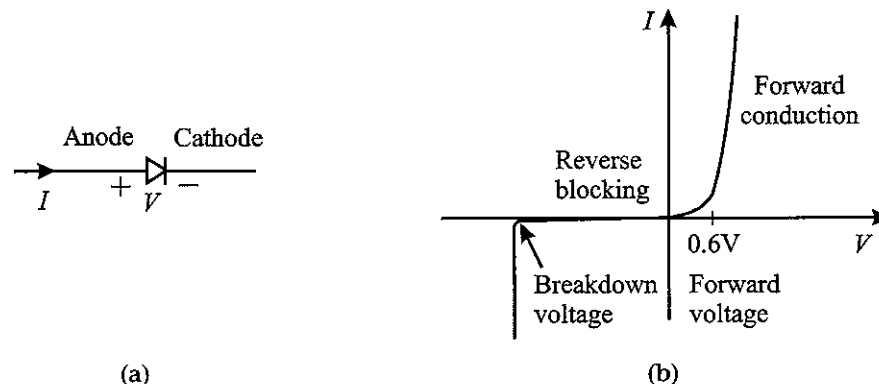 Anode
Cathode
I
+
V
−
(a)
I
Forward
conduction
Reverse
blocking
0.6V
V
Breakdown
voltage
Forward
voltage
(b)